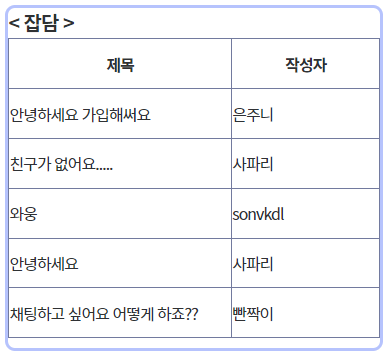 < 잡담 >
제목 작성자
안녕하세요 가입해써요 은주니
친구가 없어요..... 사파리
와웅 sonvkdl
안녕하세요 사파리
채팅하고 싶어요 어떻게 하죠?? 빤짝이